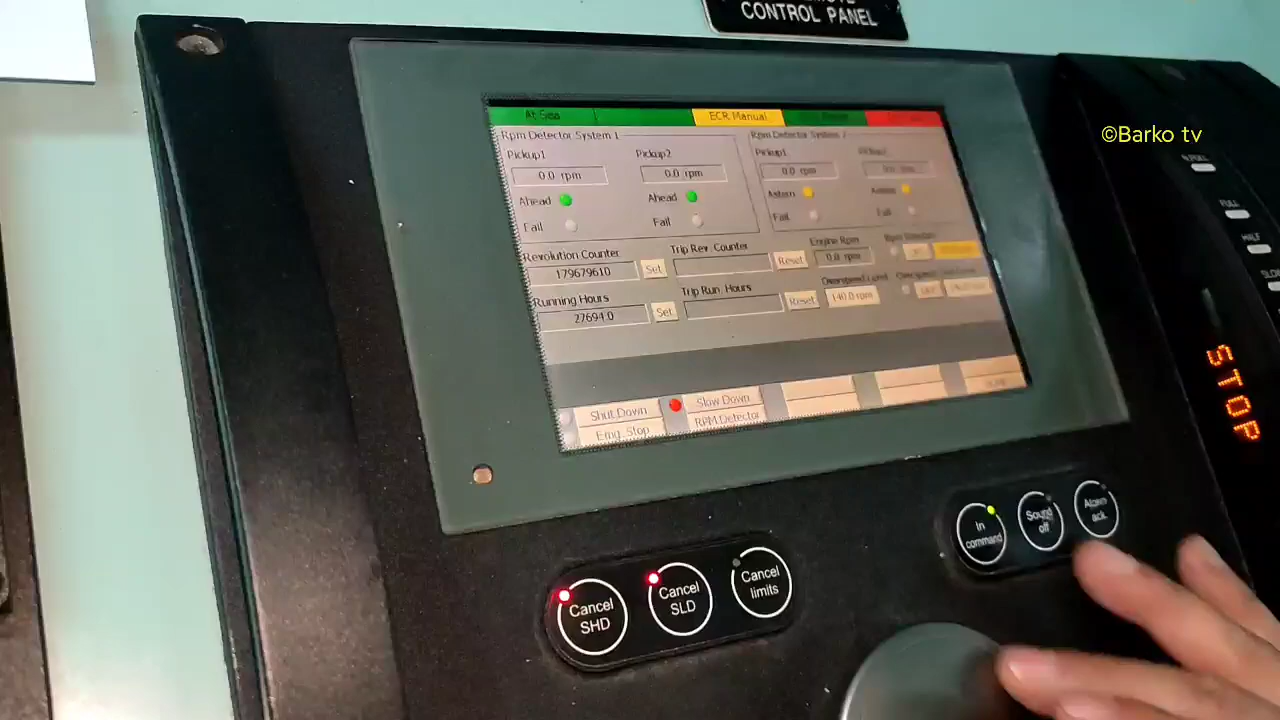 CONTROL PANEL
©Barko tv
At Sea
ECR Manual
Rpm Detector System 1
Rpm Detector System
Pickup1
Pickup2
Pickup1
0.0 rpm
0.0 rpm
0.0 rpm
Ahead
Ahead
Astern
Astern
Fail
Fail
Fail
Fail
Revolution Counter
Trip Rev. Counter
Engine Rpm
179679610
Set
Reset
0.0 rpm
Running Hours
Trip Run. Hours
27694.0
Set
Reset
140.0 rpm
Shut Down
Slow Down
Emg. Stop
RPM Detector
FULL
HALF
SLOW
STOP
In command
Sound off
Alarm ack.
Cancel SHD
Cancel SLD
Cancel limits